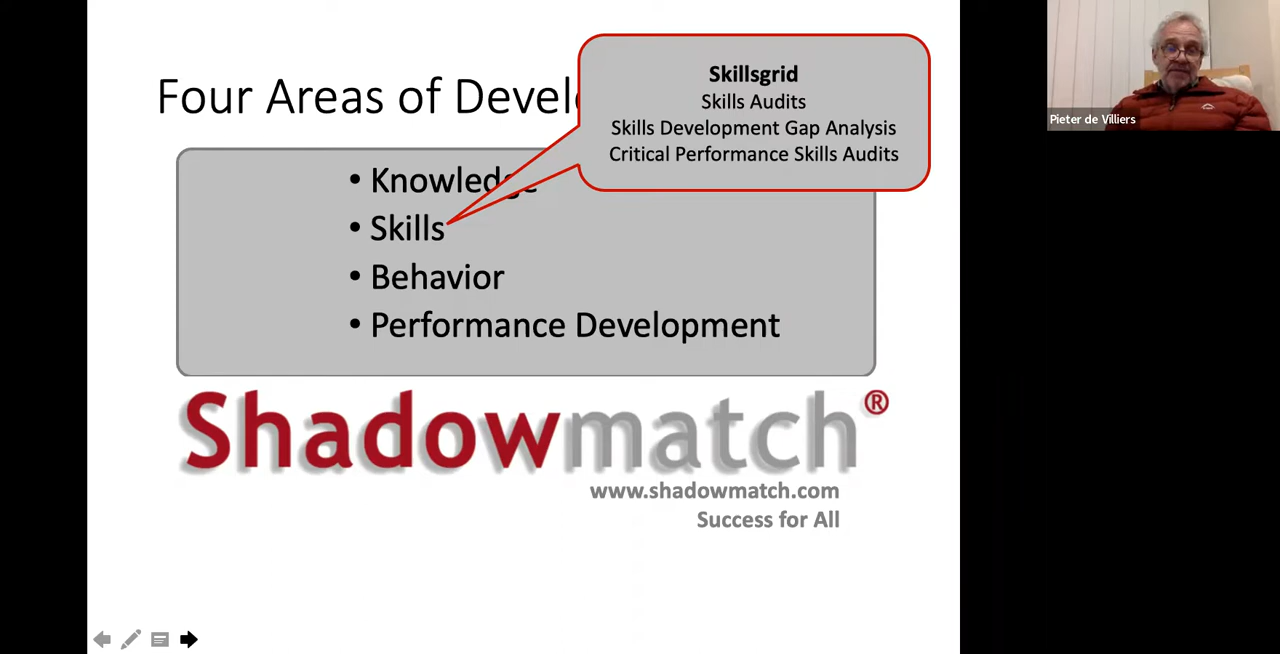 Four Areas of Devel
Skillsgrid
Skills Audits
Skills Development Gap Analysis
Critical Performance Skills Audits
• Knowledge
• Skills
• Behavior
• Performance Development
Shadowmatch®
www.shadowmatch.com
Success for All
Pieter de Villiers